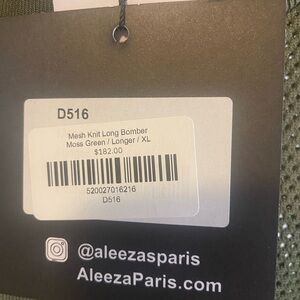 D516
Mesh Knit Long Bomber
Moss Green / Longer / XL
$182.00
520027016216
D516
@aleezasparis
AleezaParis.com